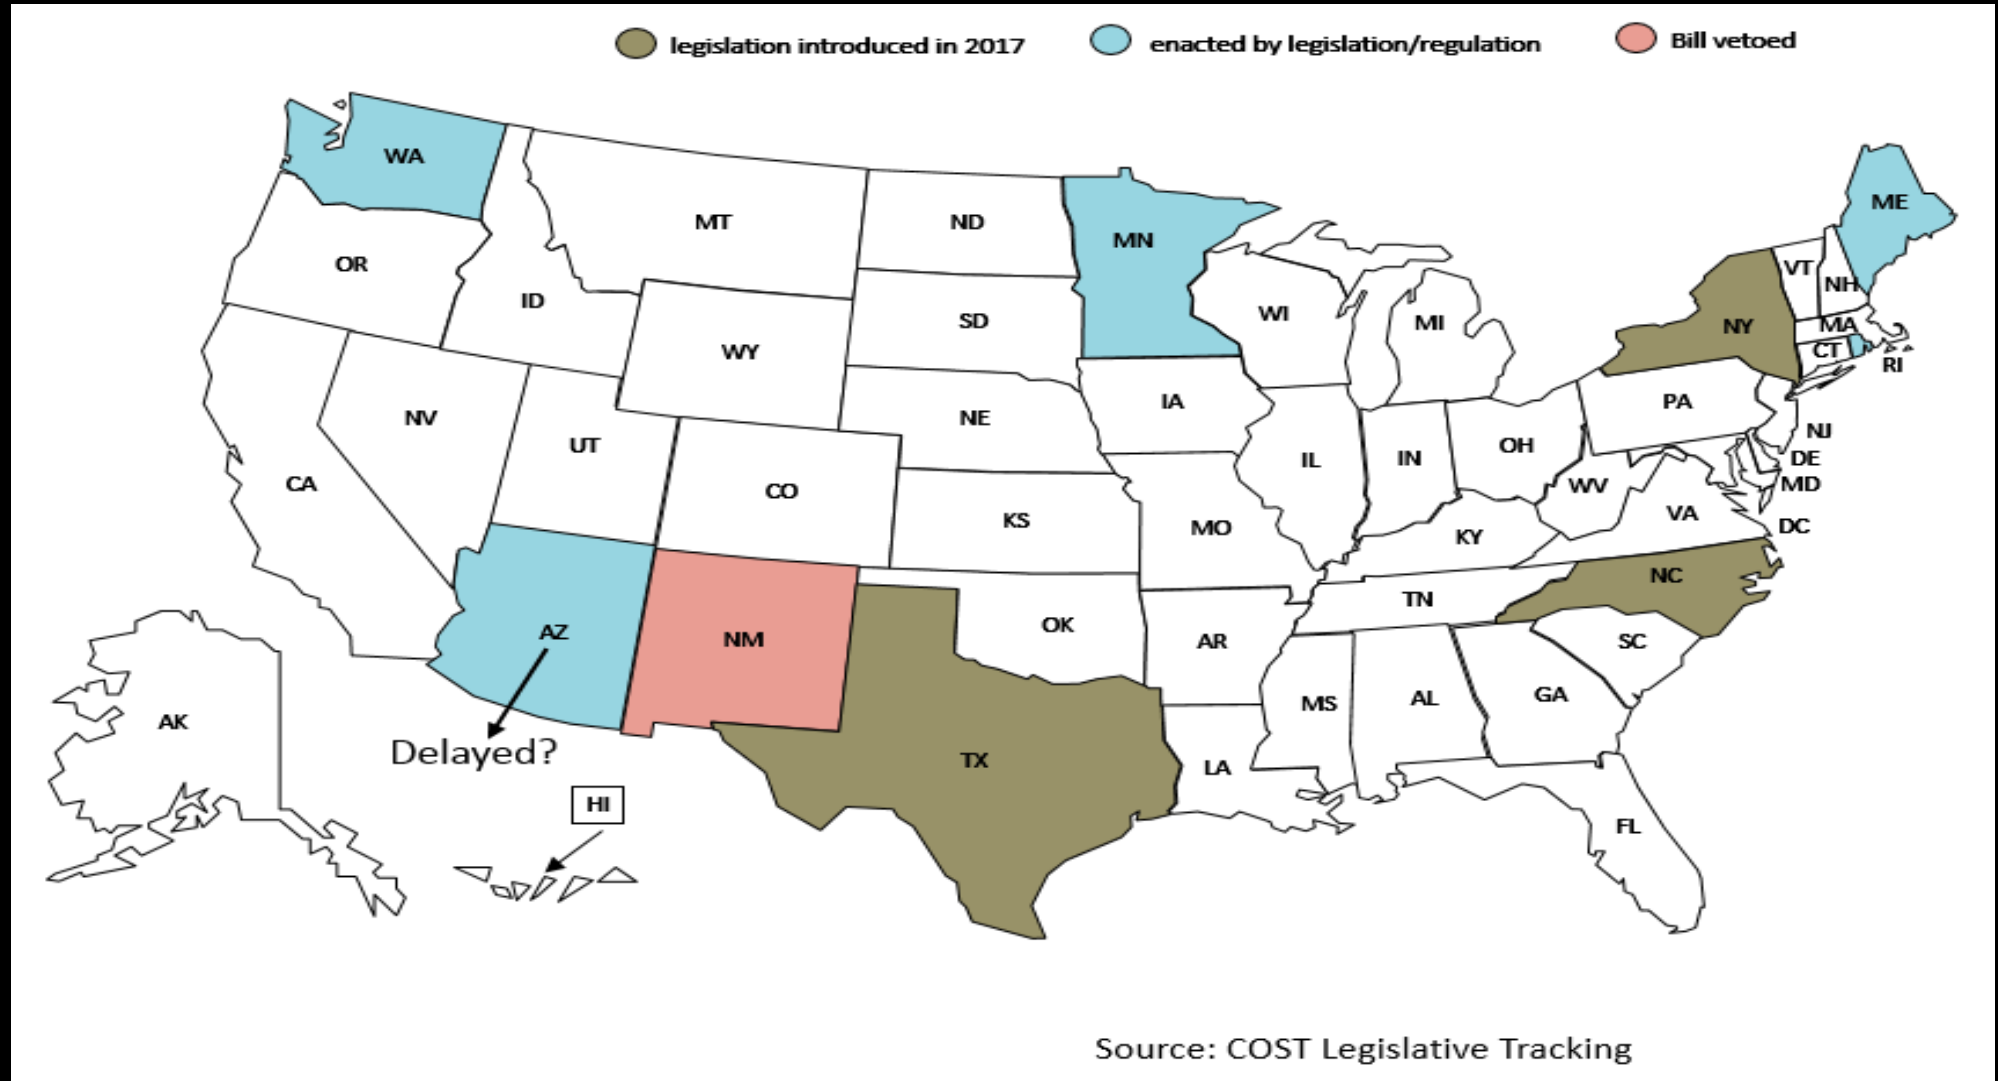 legislation introduced in 2017
enacted by legislation/regulation
Bill vetoed
WA
MT
ND
MN
ME
OR
ID
SD
WI
MI
VT
NH
NY
MA
CT
RI
WY
NV
UT
NE
IA
PA
NJ
CA
CO
KS
MO
IL
IN
OH
WV
VA
DE
MD
DC
KY
NC
TN
AZ
NM
OK
AR
SC
AK
MS
AL
GA
Delayed?
TX
LA
HI
FL
Source: COST Legislative Tracking